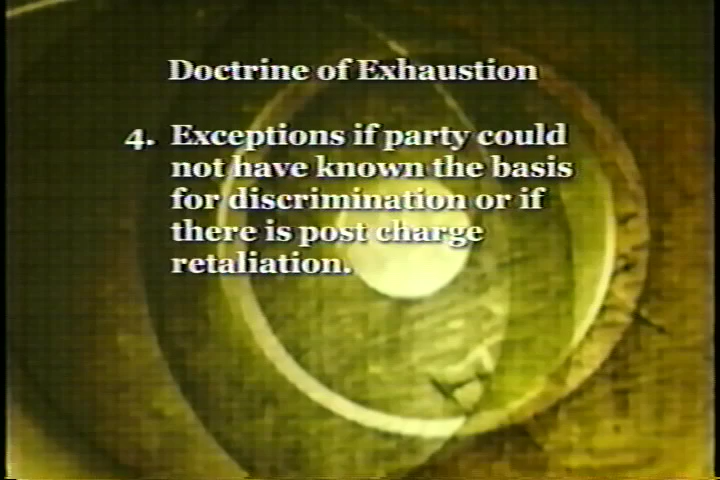 Doctrine of Exhaustion
4. Exceptions if party could
not have known the basis
for discrimination or if
there is post charge
retaliation.